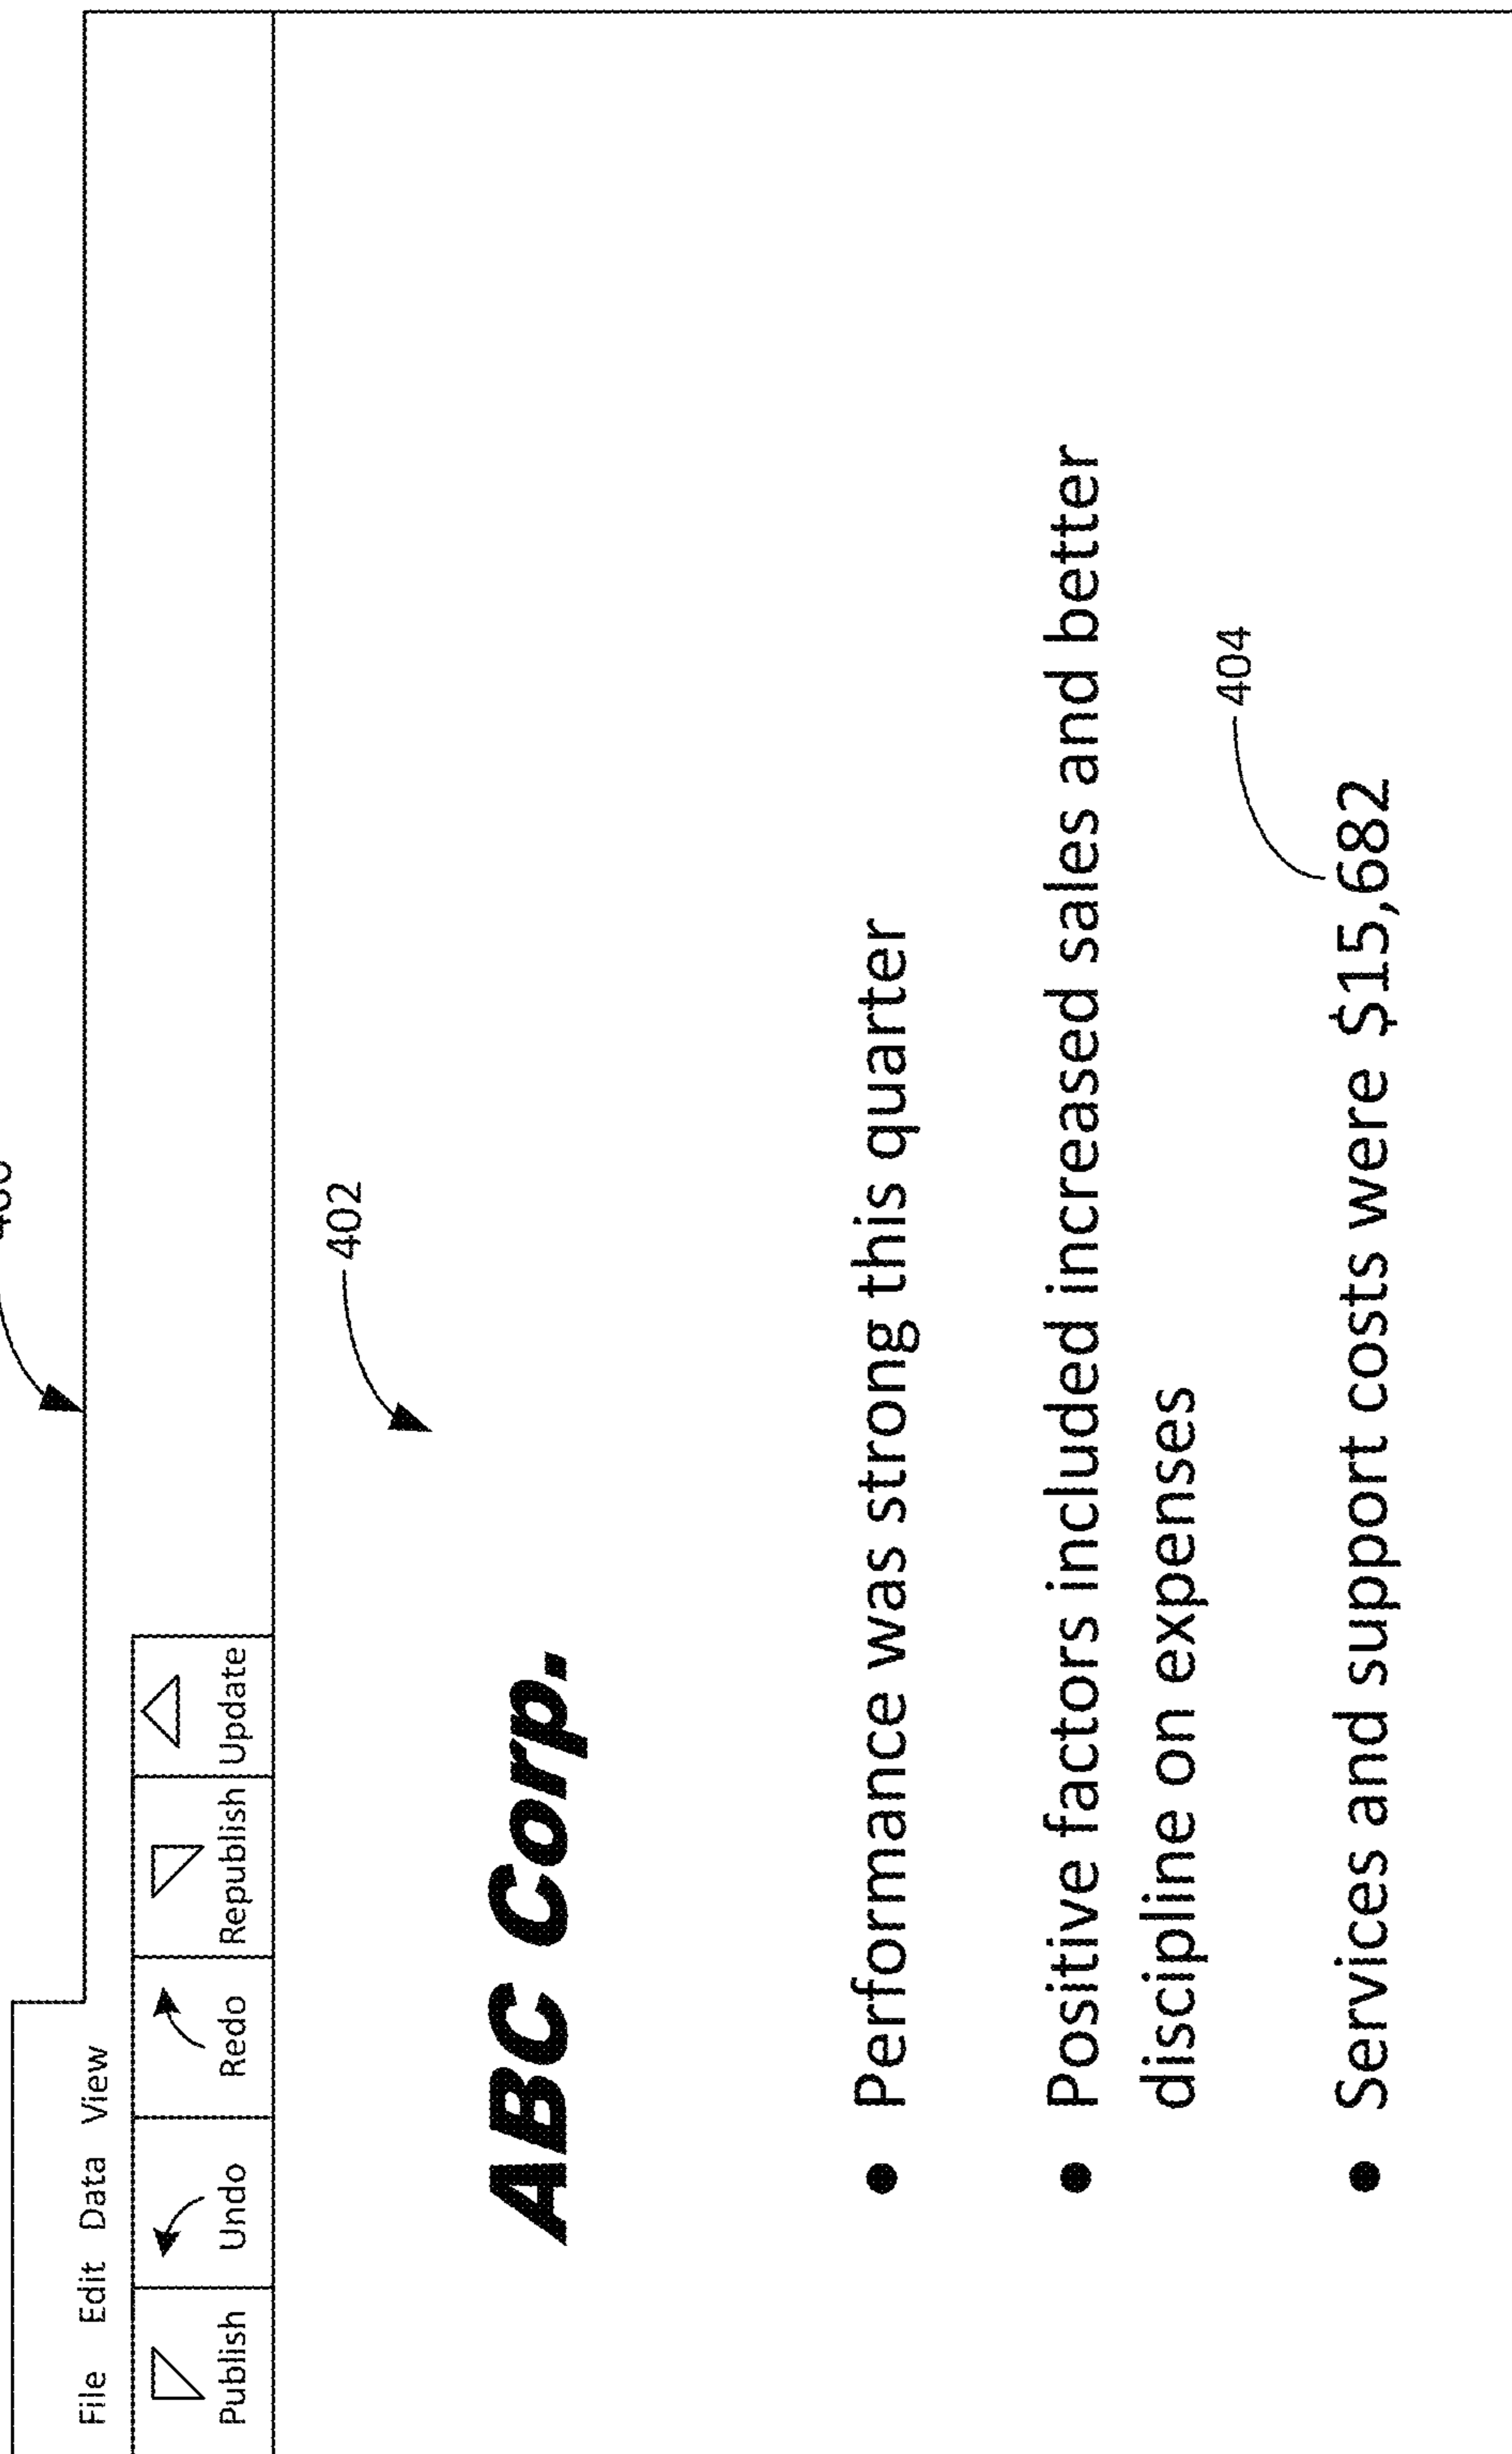 File Edit Data View
Publish Undo Redo Republish Update
402
ABC Corp.
• Performance was strong this quarter
• Positive factors included increased sales and better
discipline on expenses
404
• Services and support costs were $15,682